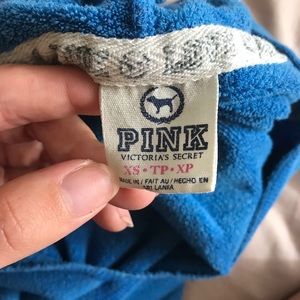 PINK
VICTORIA'S SECRET
XS • TP • XP
MADE IN / FAIT AU / HECHO EN
SRI LANKA